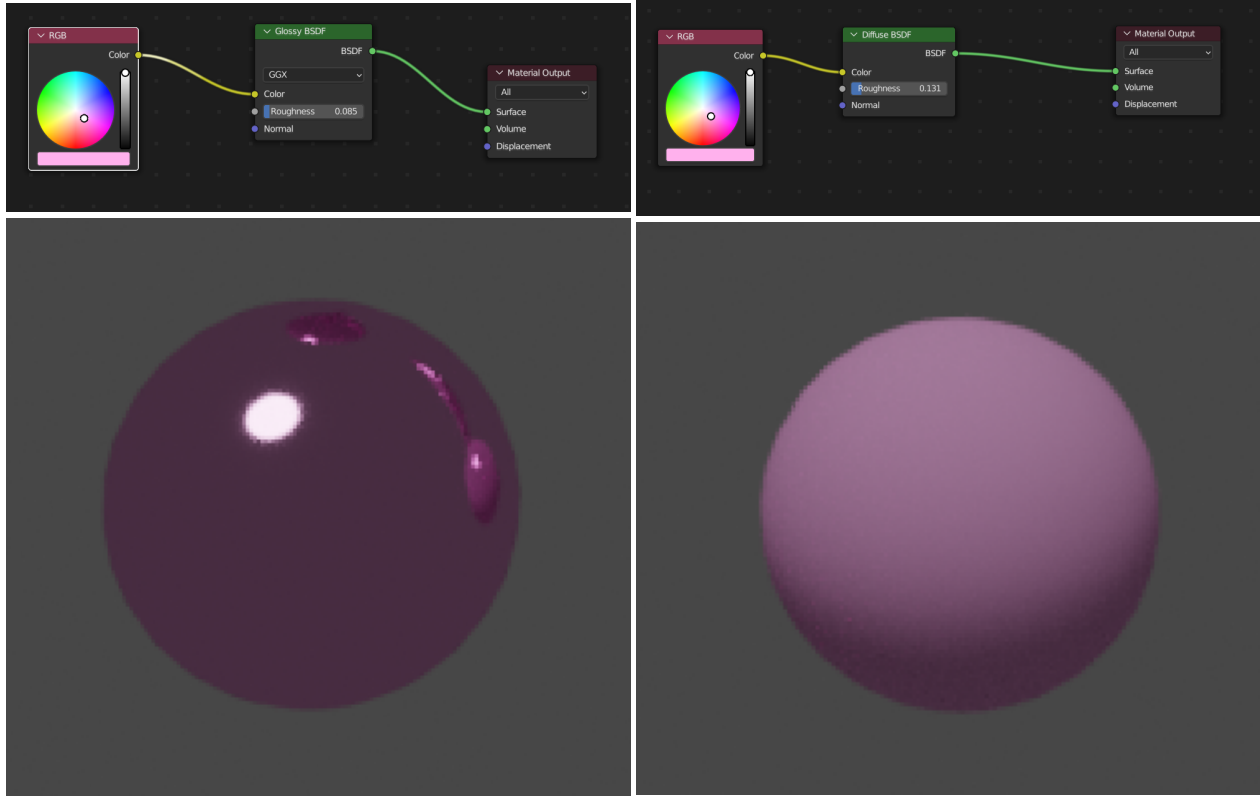 RGB
Color
Glossy BSDF
BSDF
GGX
Color
Roughness 0.085
Normal
Material Output
All
Surface
Volume
Displacement
RGB
Color
Diffuse BSDF
BSDF
Color
Roughness 0.131
Normal
Material Output
All
Surface
Volume
Displacement